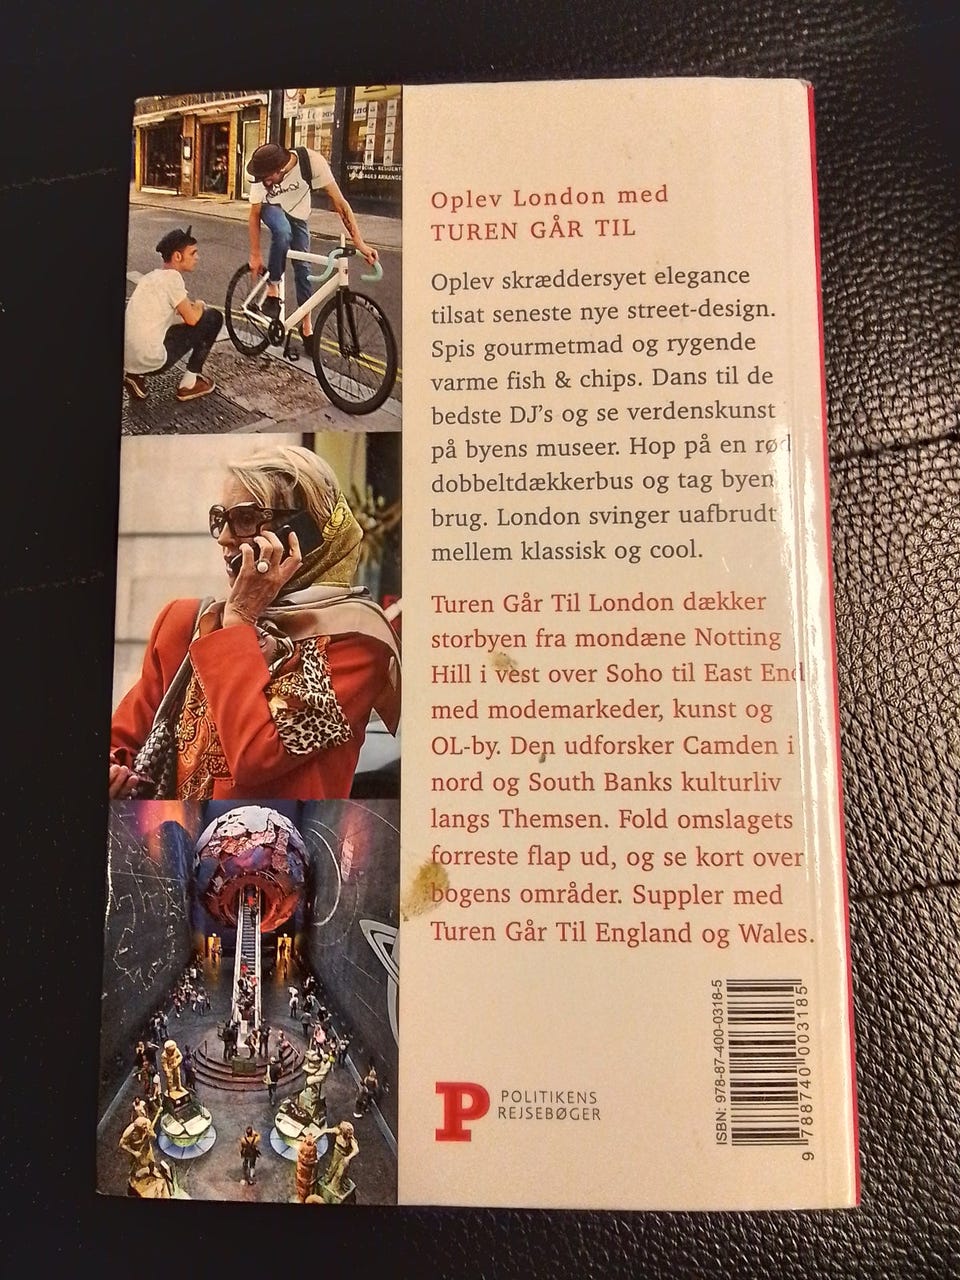 Oplev London med
TUREN GÅR TIL
Oplev skræddersyet elegance
tilsat seneste nye street-design.
Spis gourmetmad og rygende
varme fish & chips. Dans til de
bedste DJ's og se verdenskunst
på byens museer. Hop på en rød
dobbeltdækkerbus og tag byen
brug. London svinger uafbrudt
mellem klassisk og cool.
Turen Går Til London dækker
storbyen fra mondæne Notting
Hill i vest over Soho til East End
med modemarkeder, kunst og
OL-by. Den udforsker Camden i
nord og South Banks kulturliv
langs Themsen. Fold omslagets
forreste flap ud, og se kort over
bogens områder. Suppler med
Turen Går Til England og Wales.
P POLITIKENS
REJSEBØGER
ISBN: 978-87-400-0318-5
9 788740 003185